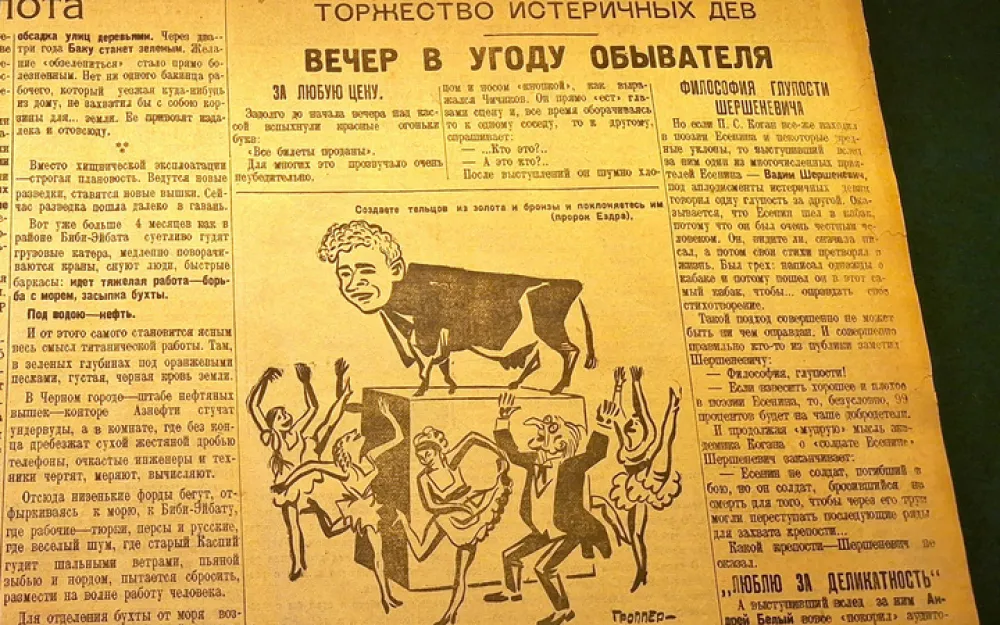 лота
обсадка улиц деревьями. Через два-
три года Баку станет зеленым. Жела-
ние «обзелениться» стало прямо бо-
лезненным. Нет ни одного бакинца ра-
бочего, который уезжая куда-нибудь
из дому, не захватил бы с собою кор-
зины для... земли. Ее привозят изда-
лека и отовсюду.
Вместо хищнической эксплоатации
—строгая плановость. Ведутся новые
разведки, ставятся новые вышки. Сей-
час разведка пошла далеко в гавань.
Вот уже больше 4 месяцев как в
районе Биби-Эйбата суетливо гудят
грузовые катера, медленно поворачи-
ваются краны, снуют люди, быстрые
баркасы: идет тяжелая работа—борь-
ба с морем, засыпка бухты.
Под водою—нефть.
И от этого самого становится ясным
весь смысл титанической работы. Там,
в зеленых глубинах под оранжевыми
песками, густая, черная кровь земли.
В Черном городе—штабе нефтяных
вышек-конторе Азнефти стучат
ундервуды, а в комнате, где без кон-
ца дребезжат сухой жестяной дробью
телефоны, очкастые инженеры и тех-
ники чертят, меряют, вычисляют.
Отсюда низенькие форды бегут, от-
фыркиваясь к морю, к Биби-Эйбату,
где рабочие—тюрки, персы и русские,
где веселый шум, где старый Каспий
гудит шальными ветрами, пьяной
зыбью и нордом, пытается сбросить,
размести на волне работу человека.
Для отделения бухты от моря воз-
ТОРЖЕСТВО ИСТЕРИЧНЫХ ДЕВ
ВЕЧЕР В УГОДУ ОБЫВАТЕЛЯ
ЗА ЛЮБУЮ ЦЕНУ.
Задолго до начала вечера над кас-
сой вспыхнули красные огоньки
букв:
«Все билеты проданы».
Для многих это прозвучало очень
неубедительно.
цом и носом «кнопкой», как выра-
жался Чичиков. Он прямо «ест» гла-
вами сцену и, все время оборачиваясь
то к одному соседу, то к другому,
спрашивает:
— ...Кто это?..
— А это кто?..
После выступлений он шумно хло-
Создаете тельцов из золота и бронзы и поклоняетесь им
(пророк Ездра).
ГРОППЕР—
ФИЛОСОФИЯ ГЛУПОСТИ
ШЕРШЕНЕВИЧА
Но если П. С. Коган все-же находил
в поэзии Есенина и некоторые вред-
ные уклоны, то выступивший вслед
за ним один из многочисленных прия-
телей Есенина — Вадим Шершеневич,
под апплодисменты истеричных девиц
говорил одну глупость за другой. Ока-
зывается, что Есенин шел в кабак,
потому что он был очень честным че-
ловеком. Он, видите ли, сначала пи-
сал, а потом свои стихи претворял в
жизнь. Был грех: написал однажды о
кабаке и потому пошел он в этот са-
мый кабак, чтобы... оправдать свое
стихотворение.
Такой подход совершенно не может
быть ни чем оправдан. И совершенно
правильно кто-то из публики заметил
Шершеневичу:
— Философия, глупости!
— Если взвесить хорошее и плохое
в поэзии Есенина, то, безусловно, 99
процентов будет на чаше добродетели.
И продолжая «мудрую» мысль ака-
демика Когана о «солдате Есенине»
Шершеневич заканчивает:
— Есенин не солдат, погибший в
бою, но он солдат, бросившийся на
смерть для того, чтобы через его труп
могли переступать последующие ряды
для захвата крепости...
Какой крепости—Шершеневич не
сказал.
„ЛЮБЛЮ ЗА ДЕЛИКАТНОСТЬ“
А выступивший вслед за ним Ан-
дрей Белый вовсе «покорил» аудито-